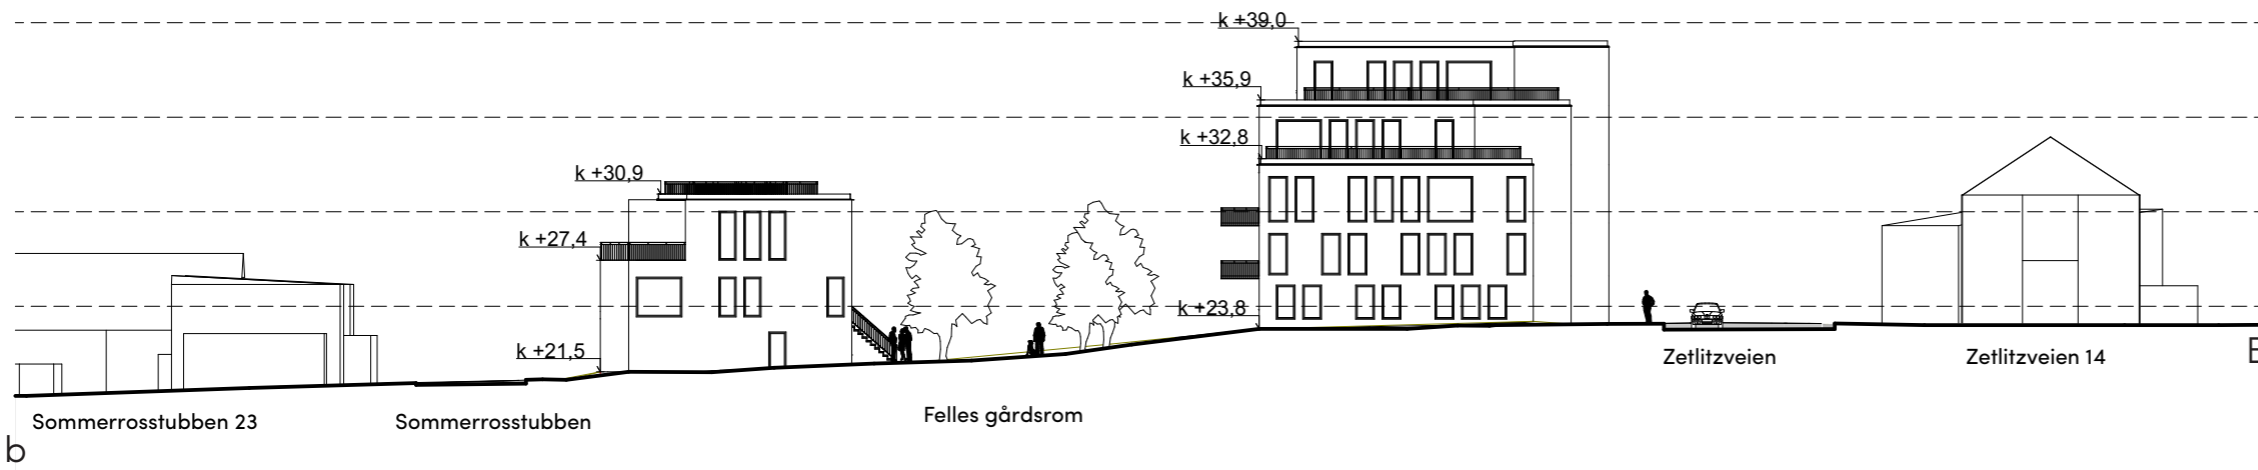 k +39,0
k +35,9
k +32,8
k +30,9
k +27,4
k +23,8
k +21,5
Zetlitzveien
Zetlitzveien 14
Sommerrosstubben 23
Sommerrosstubben
Felles gårdsrom
b